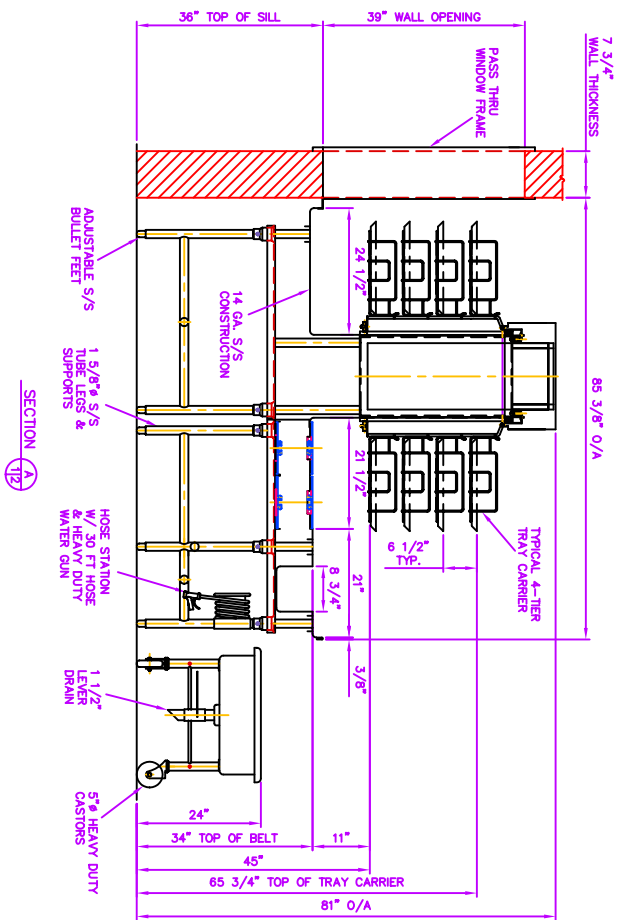 36" TOP OF SILL
39" WALL OPENING
7 3/4"
WALL THICKNESS
PASS THRU
WINDOW FRAME
85 3/8" O/A
24 1/2"
14 GA. S/S
CONSTRUCTION
ADJUSTABLE S/S
BULLET FEET
1 5/8"ø S/S
TUBE LEGS &
SUPPORTS
21 1/2"
TYPICAL 4-TIER
TRAY CARRIER
6 1/2"
TYP.
21"
8 3/4"
3/8"
HOSE STATION
W/ 30 FT HOSE
& HEAVY DUTY
WATER GUN
1 1/2"
LEVER
DRAIN
5"ø HEAVY DUTY
CASTORS
24"
34" TOP OF BELT
11"
45"
65 3/4" TOP OF TRAY CARRIER
81" O/A
SECTION
A
1|2